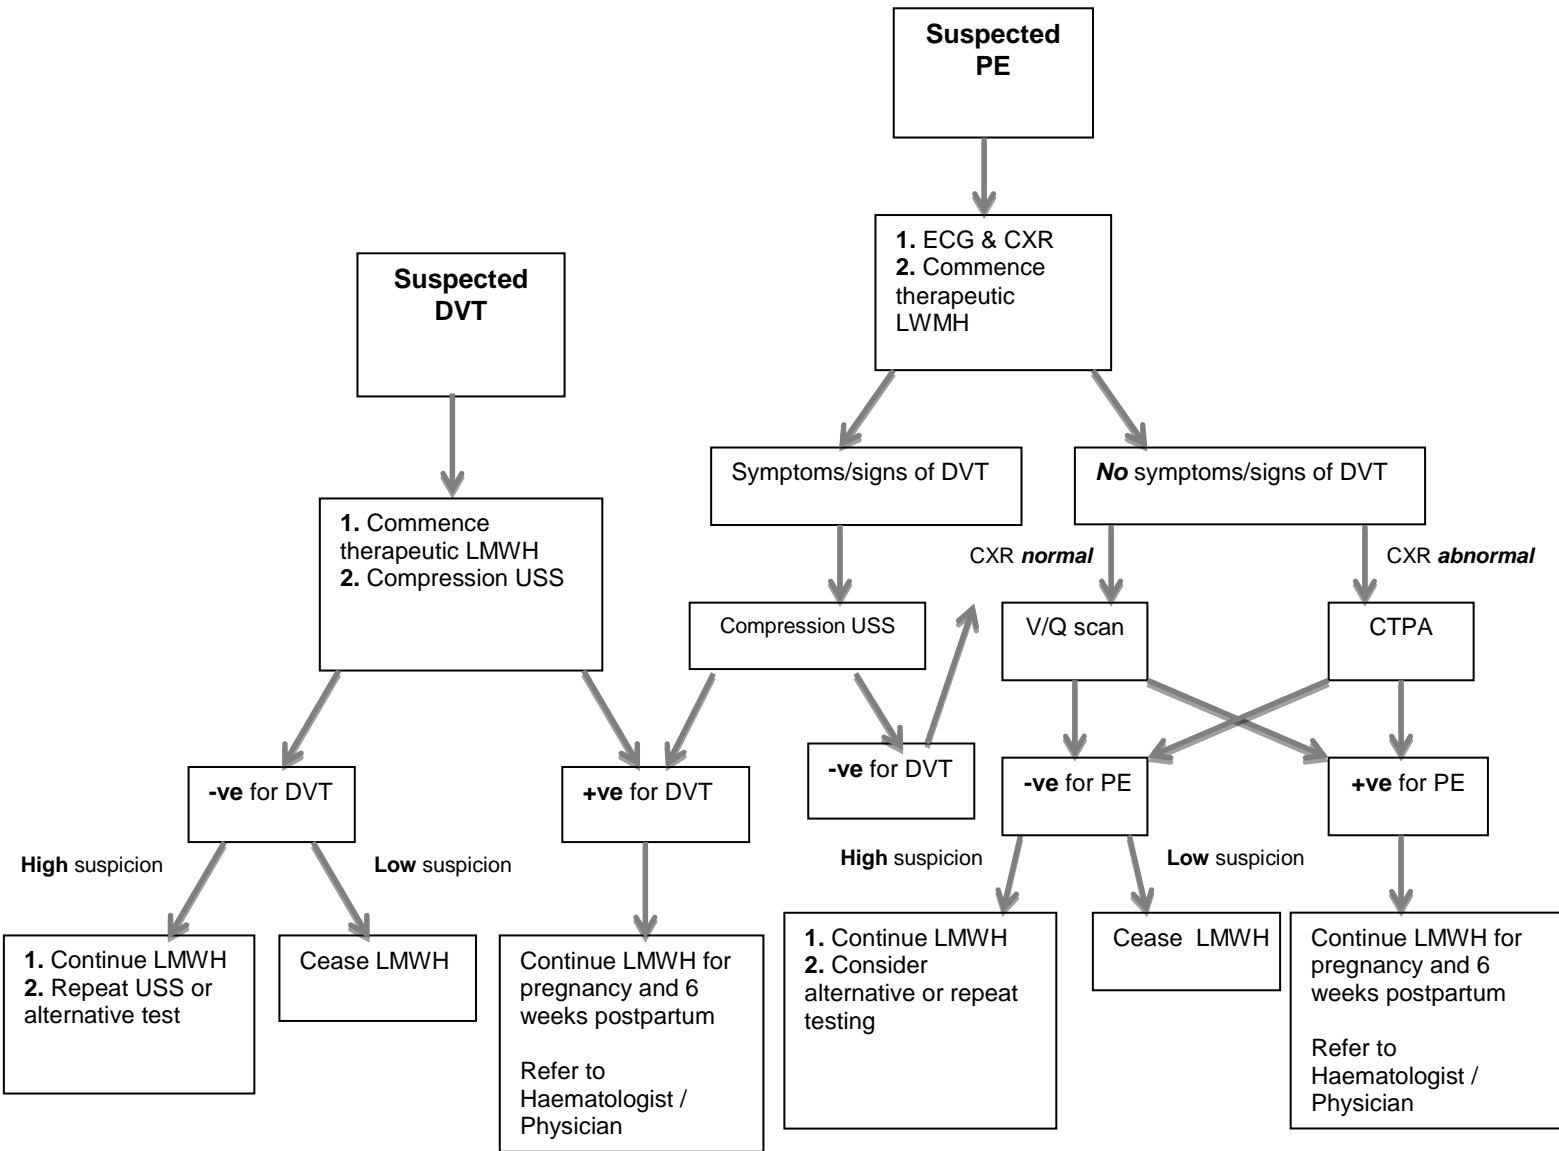 Suspected
PE
1. ECG & CXR
2. Commence
therapeutic
LWMH
Suspected
DVT
Symptoms/signs of DVT
No symptoms/signs of DVT
1. Commence
therapeutic LMWH
2. Compression USS
CXR normal
CXR abnormal
Compression USS
V/Q scan
CTPA
-ve for DVT
+ve for DVT
-ve for DVT
-ve for PE
+ve for PE
High suspicion
Low suspicion
High suspicion
Low suspicion
1. Continue LMWH
2. Repeat USS or
alternative test
Cease LMWH
Continue LMWH for
pregnancy and 6
weeks postpartum
Refer to
Haematologist /
Physician
1. Continue LMWH
2. Consider
alternative or repeat
testing
Cease LMWH
Continue LMWH for
pregnancy and 6
weeks postpartum
Refer to
Haematologist /
Physician